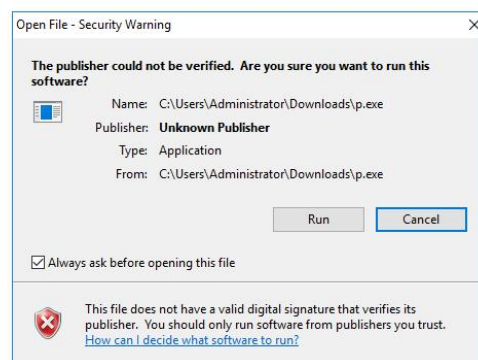 Open File - Security Warning
The publisher could not be verified. Are you sure you want to run this
software?
Name: C:\Users\Administrator\Downloads\p.exe
Publisher: Unknown Publisher
Type: Application
From: C:\Users\Administrator\Downloads\p.exe
Run Cancel
Always ask before opening this file
This file does not have a valid digital signature that verifies its
publisher. You should only run software from publishers you trust.
How can I decide what software to run?